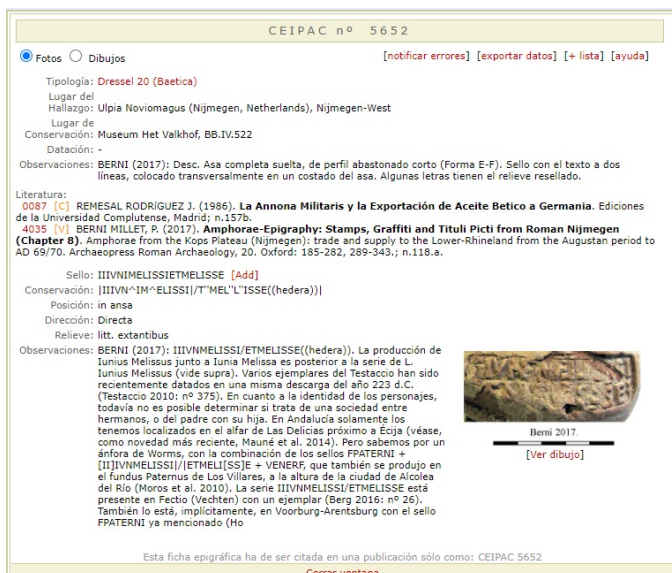 CEIPAC nº 5652
Fotos Dibujos
[notificar errores] [exportar datos] [+ lista] [ayuda]
Tipología: Dressel 20 (Baetica)
Lugar del
Hallazgo: Ulpia Noviomagus (Nijmegen, Netherlands), Nijmegen-West
Lugar de
Conservación: Museum Het Valkhof, BB.IV.522
Datación: -
Observaciones: BERNI (2017): Desc. Asa completa suelta, de perfil abastonado corto (Forma E-F). Sello con el texto a dos
líneas, colocado transversalmente en un costado del asa. Algunas letras tienen el relieve resellado.
Literatura:
0087 [C] REMESAL RODRíGUEZ J. (1986). La Annona Militaris y la Exportación de Aceite Betico a Germania. Ediciones
de la Universidad Complutense, Madrid; n.157b.
4035 [V] BERNI MILLET, P. (2017). Amphorae-Epigraphy: Stamps, Graffiti and Tituli Picti from Roman Nijmegen
(Chapter 8). Amphorae from the Kops Plateau (Nijmegen): trade and supply to the Lower-Rhineland from the Augustan period to
AD 69/70. Archaeopress Roman Archaeology, 20. Oxford: 185-282, 289-343.; n.118.a.
Sello: IIIVNIMELISSIETMELISSE [Add]
Conservación: |IIIVN^IM^ELISSI|/T"MEL"L"ISSE((hedera))|
Posición: in ansa
Dirección: Directa
Relieve: litt. extantibus
Observaciones: BERNI (2017): IIIVNMELISSI/ETMELISSE((hedera)). La producción de
Iunius Melissus junto a Iunia Melissa es posterior a la serie de L.
Iunius Melissus (vide supra). Varios ejemplares del Testaccio han sido
recientemente datados en una misma descarga del año 223 d.C.
(Testaccio 2010: nº 375). En cuanto a la identidad de los personajes,
todavía no es posible determinar si trata de una sociedad entre
hermanos, o del padre con su hija. En Andalucía solamente los
tenemos localizados en el alfar de Las Delicias próximo a Écija (véase,
como novedad más reciente, Mauné et al. 2014). Pero sabemos por un
ánfora de Worms, con la combinación de los sellos FPATERNI +
[II]IVNMELISSI|/|ETMELI[SS]E + VENERF, que también se produjo en
el fundus Paternus de Los Villares, a la altura de la ciudad de Alcolea
del Río (Moros et al. 2010). La serie IIIVNMELISSI/ETMELISSE está
presente en Fectio (Vechten) con un ejemplar (Berg 2016: nº 26).
También lo está, implícitamente, en Voorburg-Arentsburg con el sello
FPATERNI ya mencionado (Ho
Berni 2017.
[Ver dibujo]
Esta ficha epigráfica ha de ser citada en una publicación sólo como: CEIPAC 5652
Cerrar ventana